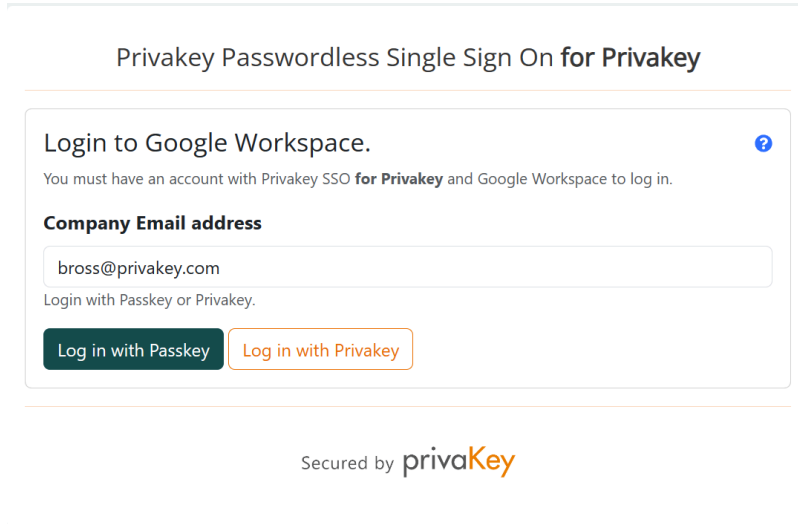 Privakey Passwordless Single Sign On for Privakey
Login to Google Workspace.
?
You must have an account with Privakey SSO for Privakey and Google Workspace to log in.
Company Email address
bross@privakey.com
Login with Passkey or Privakey.
Log in with Passkey
Log in with Privakey
Secured by privaKey